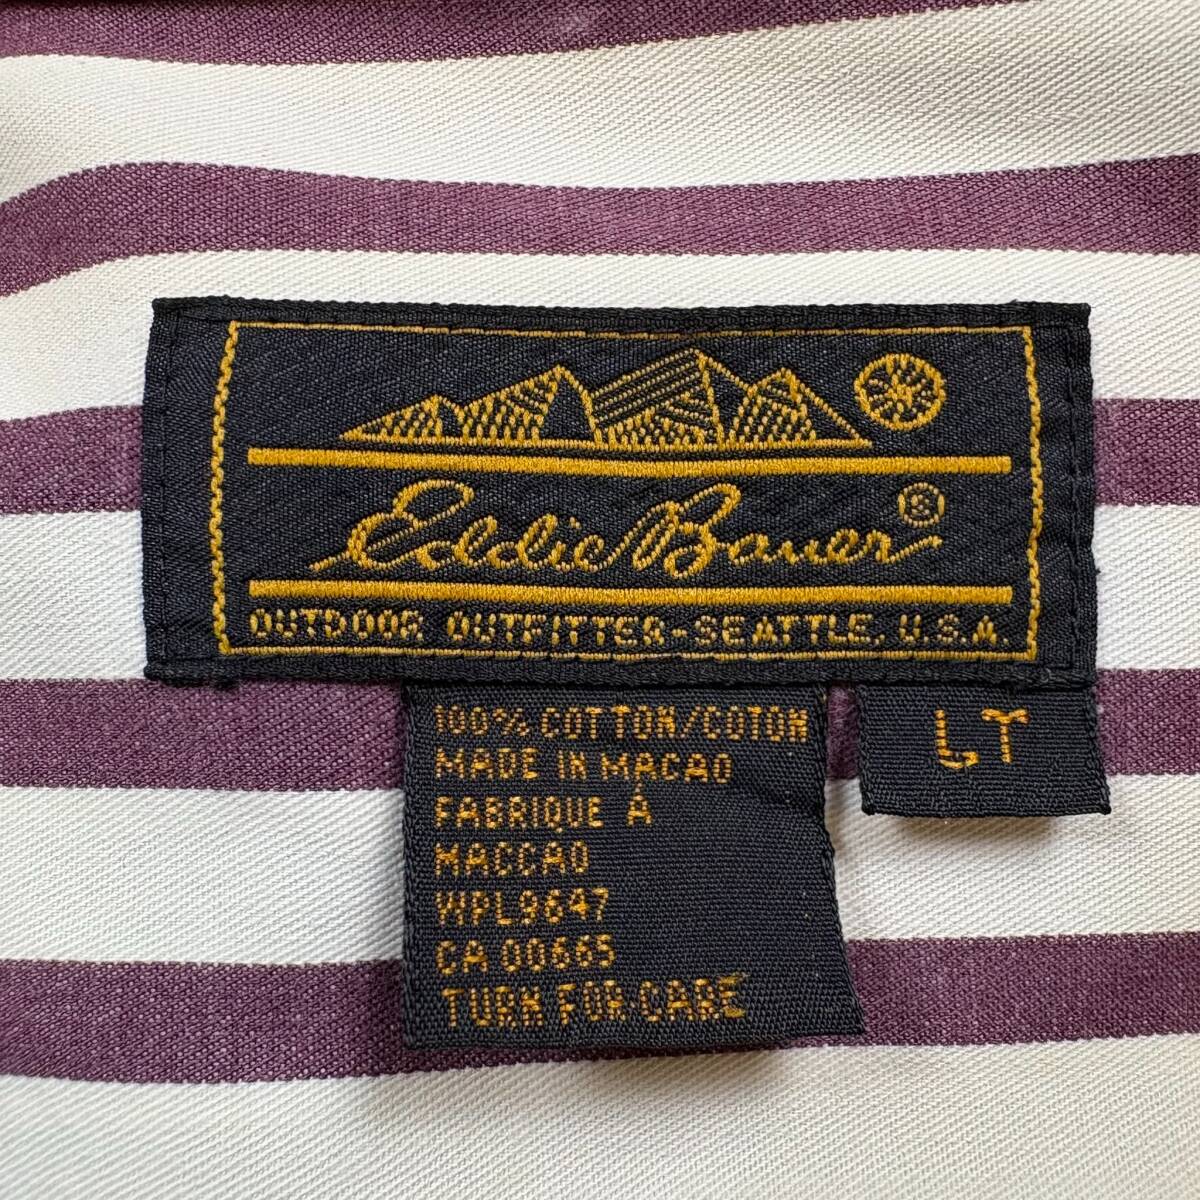 Eddie Bauer®
OUTDOOR OUTFITTER-SEATTLE, U.S.A.
100% COTTON/COTON
MADE IN MACAO
FABRIQUE Á
MACCAO
WPL9647
CA 00665
TURN FOR CARE
LT